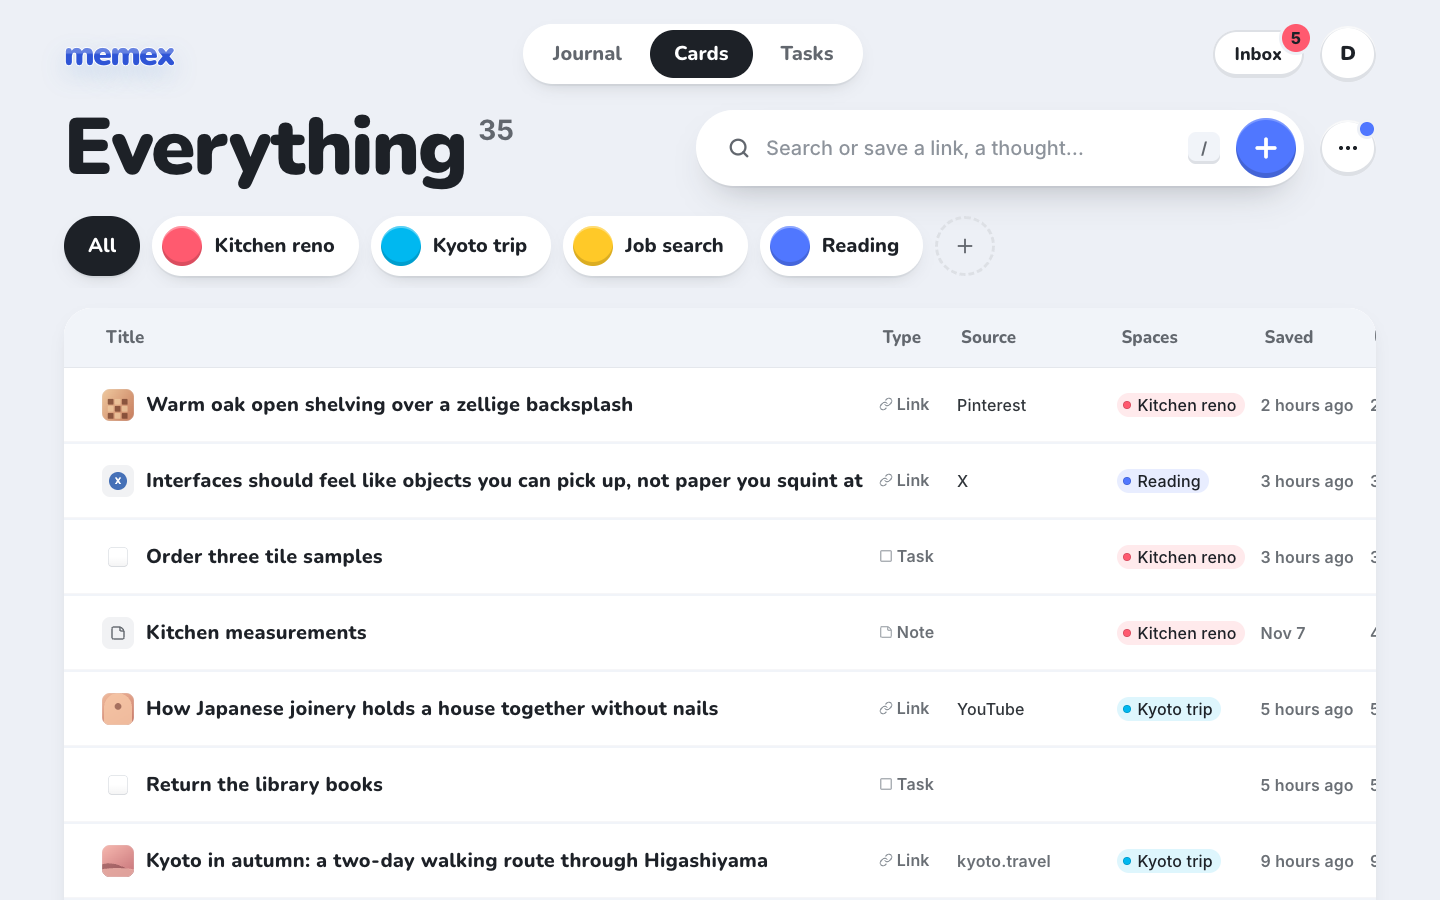 memex
Journal
Cards
Tasks
Inbox
5
D
Everything 35
Search or save a link, a thought...
/
All
Kitchen reno
Kyoto trip
Job search
Reading
Title Type Source Spaces Saved
Warm oak open shelving over a zellige backsplash Link Pinterest Kitchen reno 2 hours ago
X Interfaces should feel like objects you can pick up, not paper you squint at Link X Reading 3 hours ago
Order three tile samples Task Kitchen reno 3 hours ago
Kitchen measurements Note Kitchen reno Nov 7
How Japanese joinery holds a house together without nails Link YouTube Kyoto trip 5 hours ago
Return the library books Task 5 hours ago
Kyoto in autumn: a two-day walking route through Higashiyama Link kyoto.travel Kyoto trip 9 hours ago